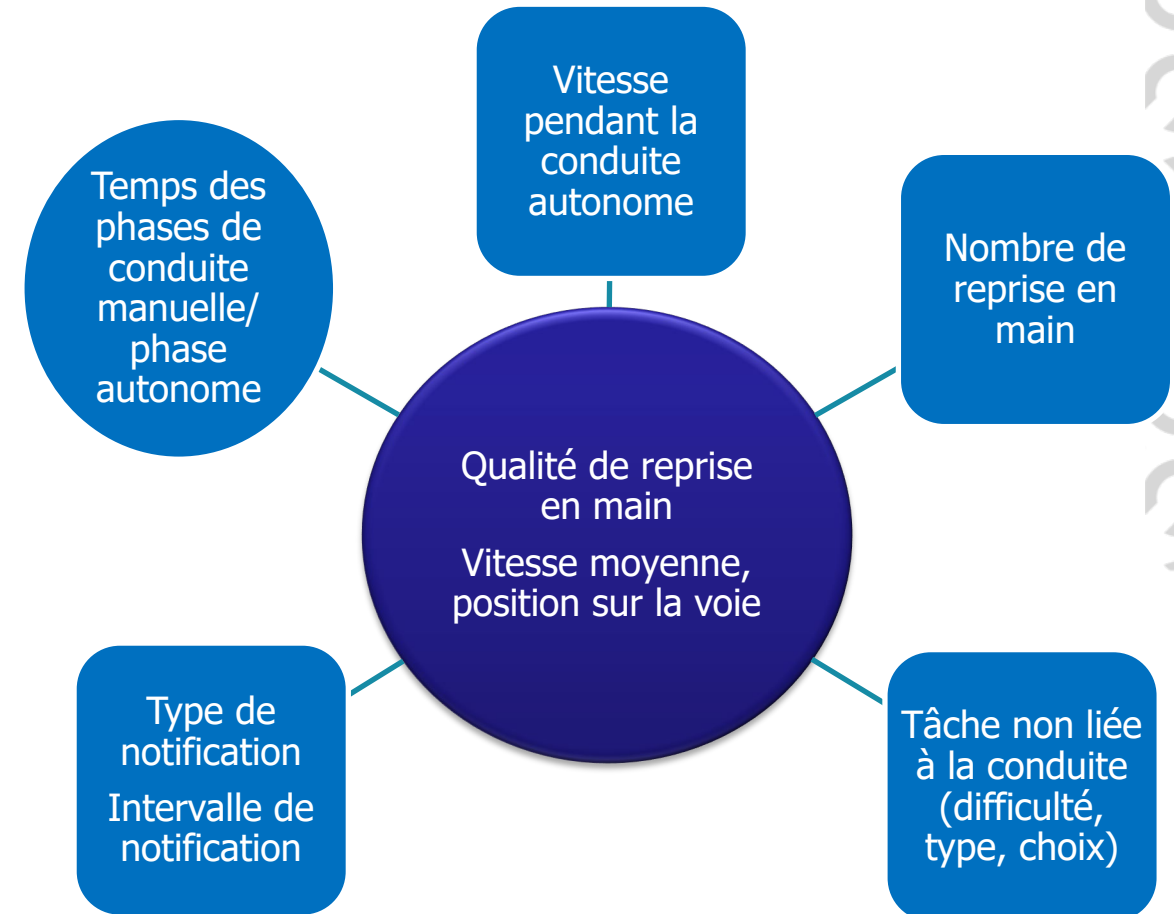 Vitesse
pendant la
conduite
autonome
Temps des
phases de
conduite
manuelle/
phase
autonome
Nombre de
reprise en
main
Qualité de reprise
en main
Vitesse moyenne,
position sur la voie
Type de
notification
Intervalle de
notification
Tâche non liée
à la conduite
(difficulté,
type, choix)